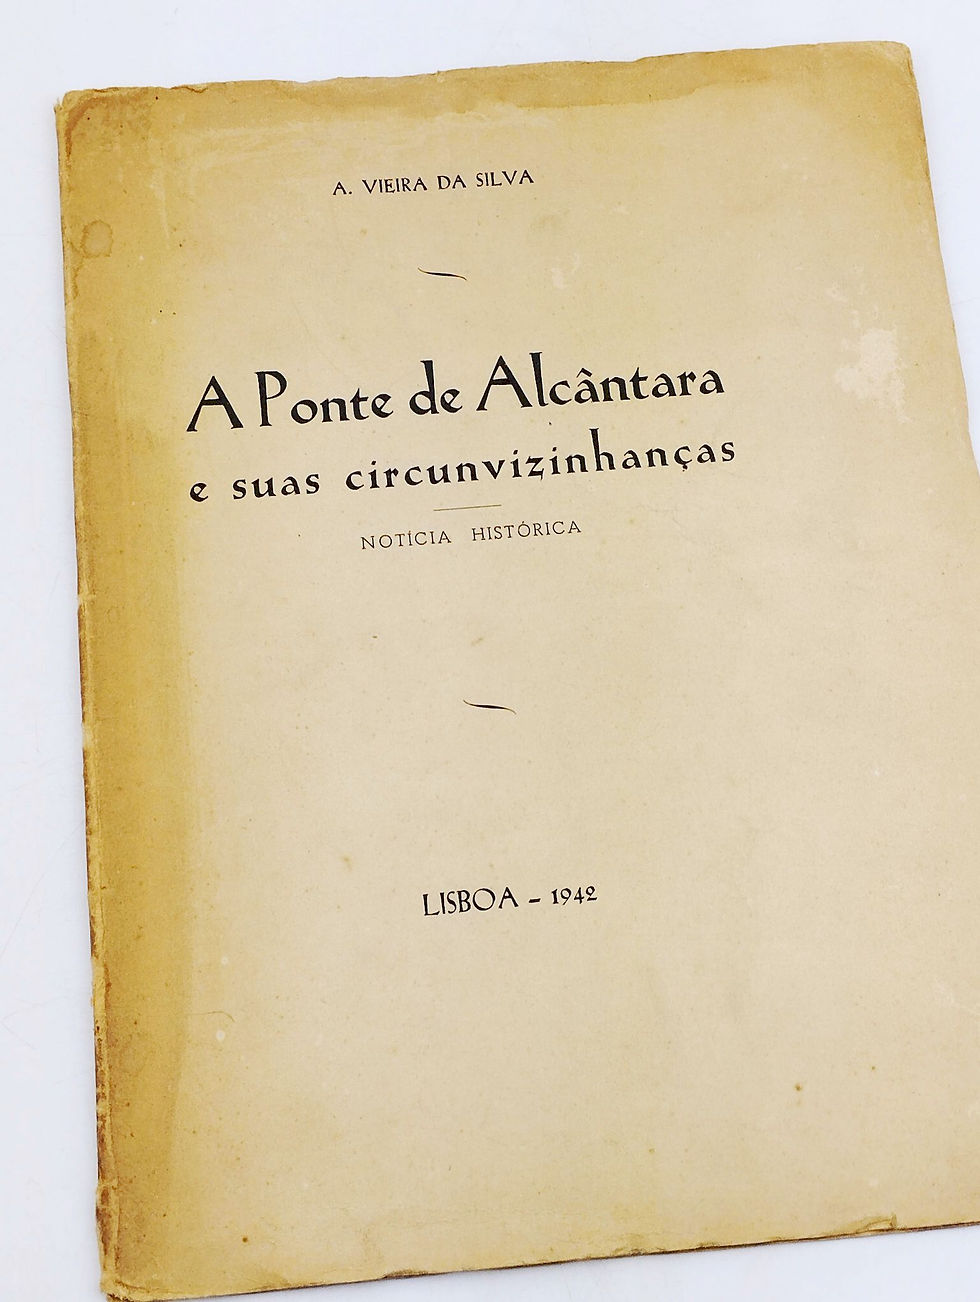 A. VIEIRA DA SILVA
A Ponte de Alcântara
e suas circunvizinhanças
NOTÍCIA HISTÓRICA
LISBOA - 1942